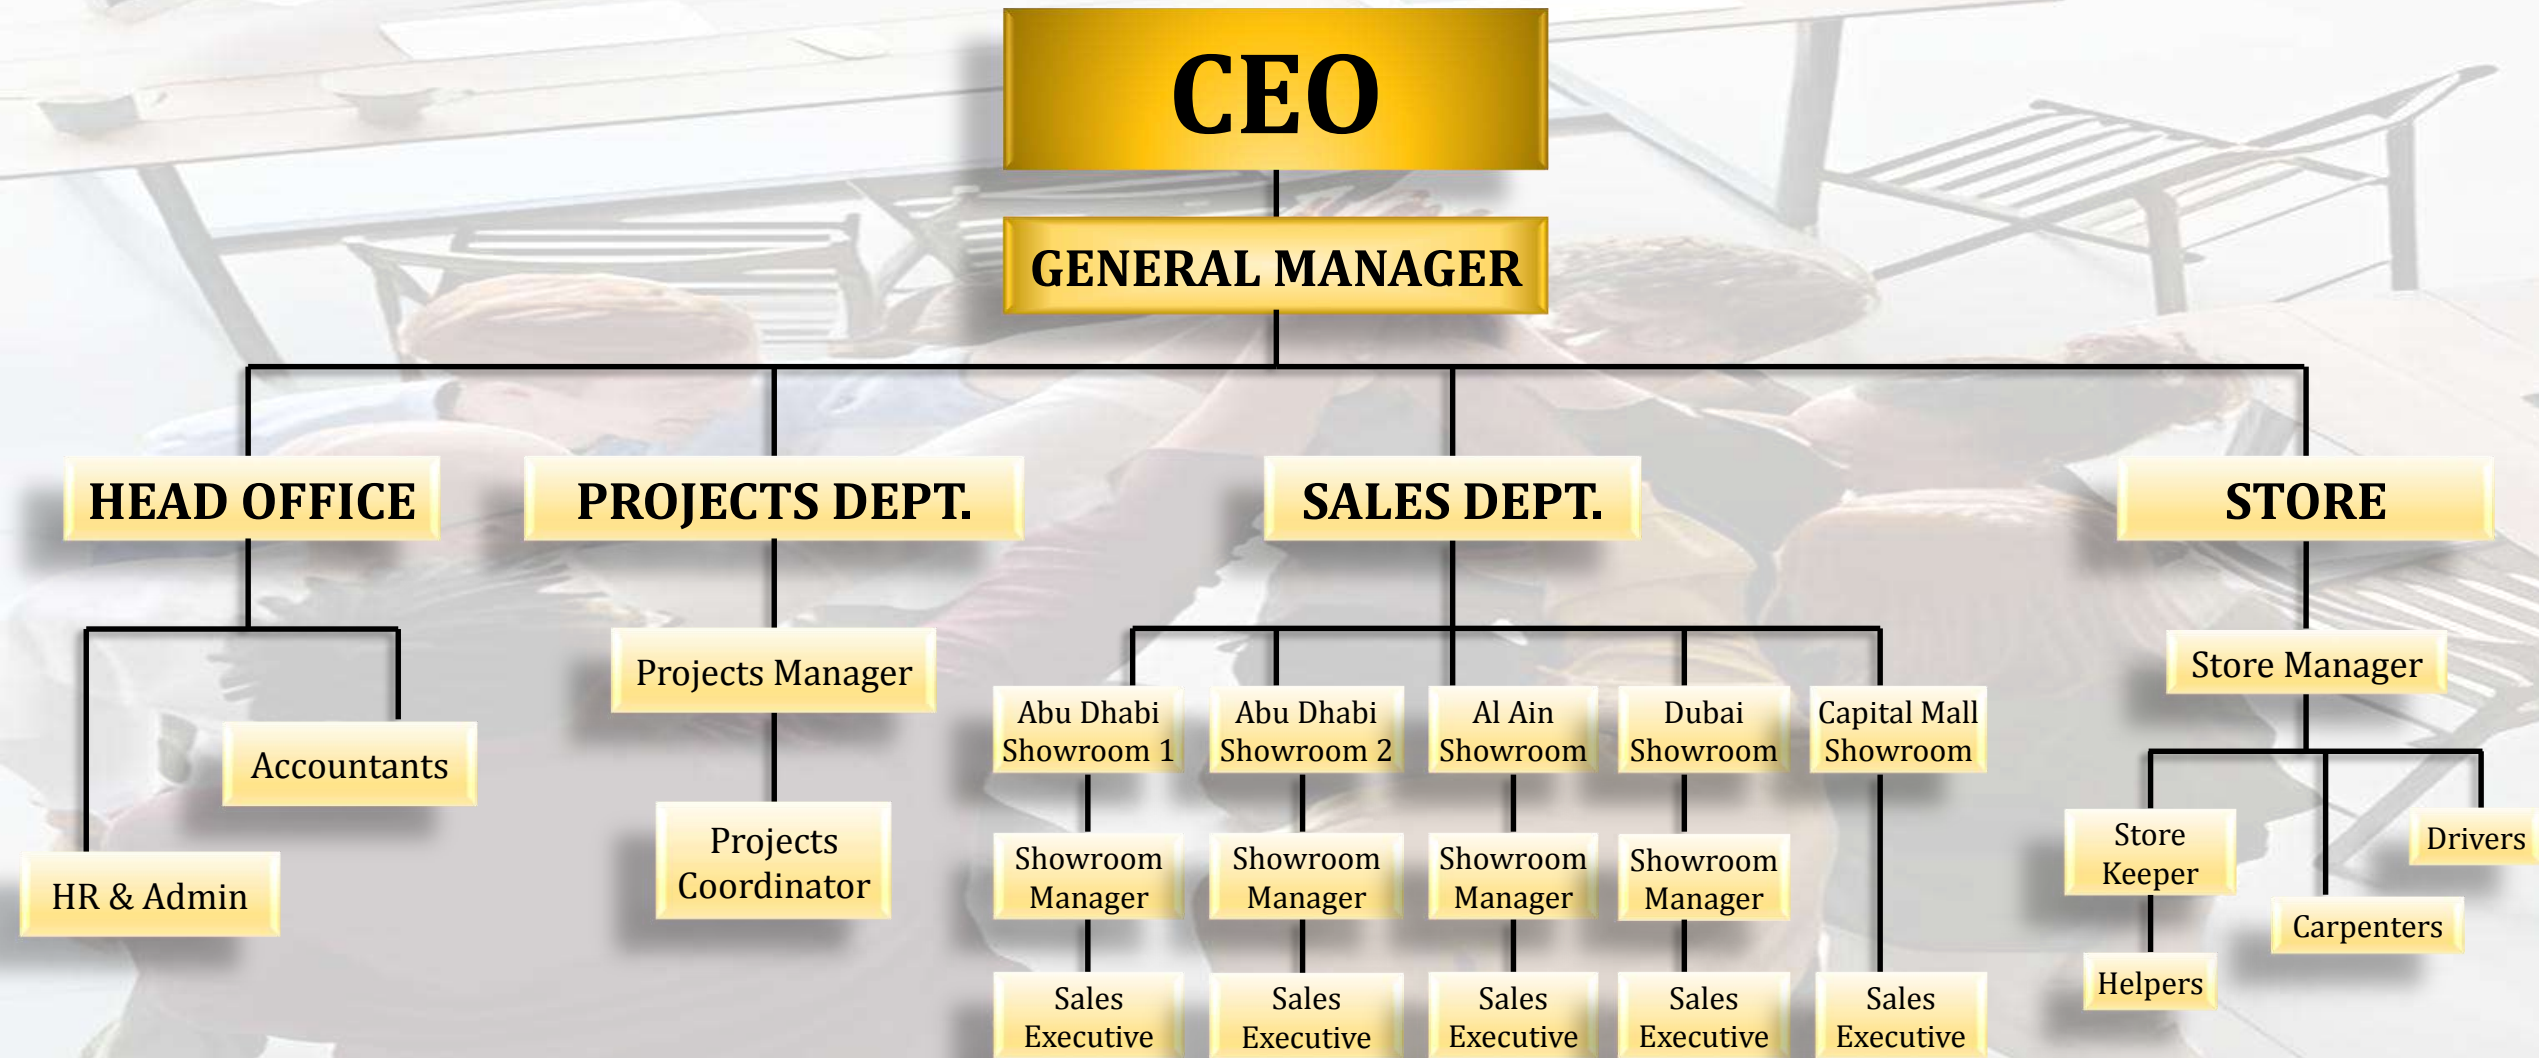 CEO
GENERAL MANAGER
HEAD OFFICE
PROJECTS DEPT.
SALES DEPT.
STORE
Projects Manager
Store Manager
Accountants
HR & Admin
Projects
Coordinator
Abu Dhabi
Showroom 1
Abu Dhabi
Showroom 2
Al Ain
Showroom
Dubai
Showroom
Capital Mall
Showroom
Showroom
Manager
Showroom
Manager
Showroom
Manager
Showroom
Manager
Sales
Executive
Sales
Executive
Sales
Executive
Sales
Executive
Sales
Executive
Store
Keeper
Drivers
Carpenters
Helpers